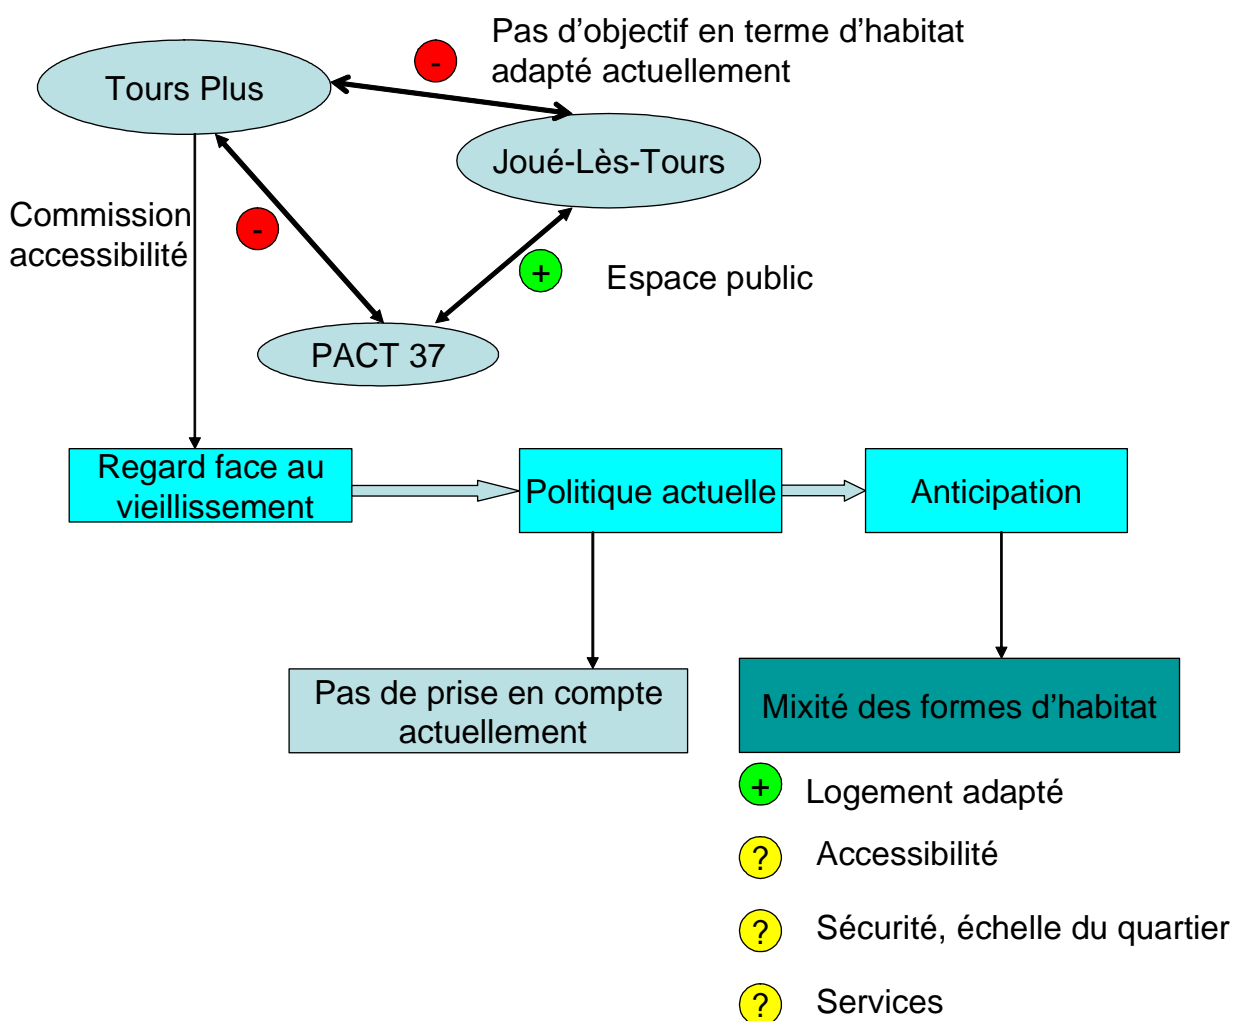 Pas d’objectif en terme d’habitat
adapté actuellement
-
Tours Plus
Joué-Lès-Tours
Commission
accessibilité
-
+
Espace public
PACT 37
Regard face au
vieillissement
Politique actuelle
Anticipation
Pas de prise en compte
actuellement
Mixité des formes d’habitat
+ Logement adapté
? Accessibilité
? Sécurité, échelle du quartier
? Services